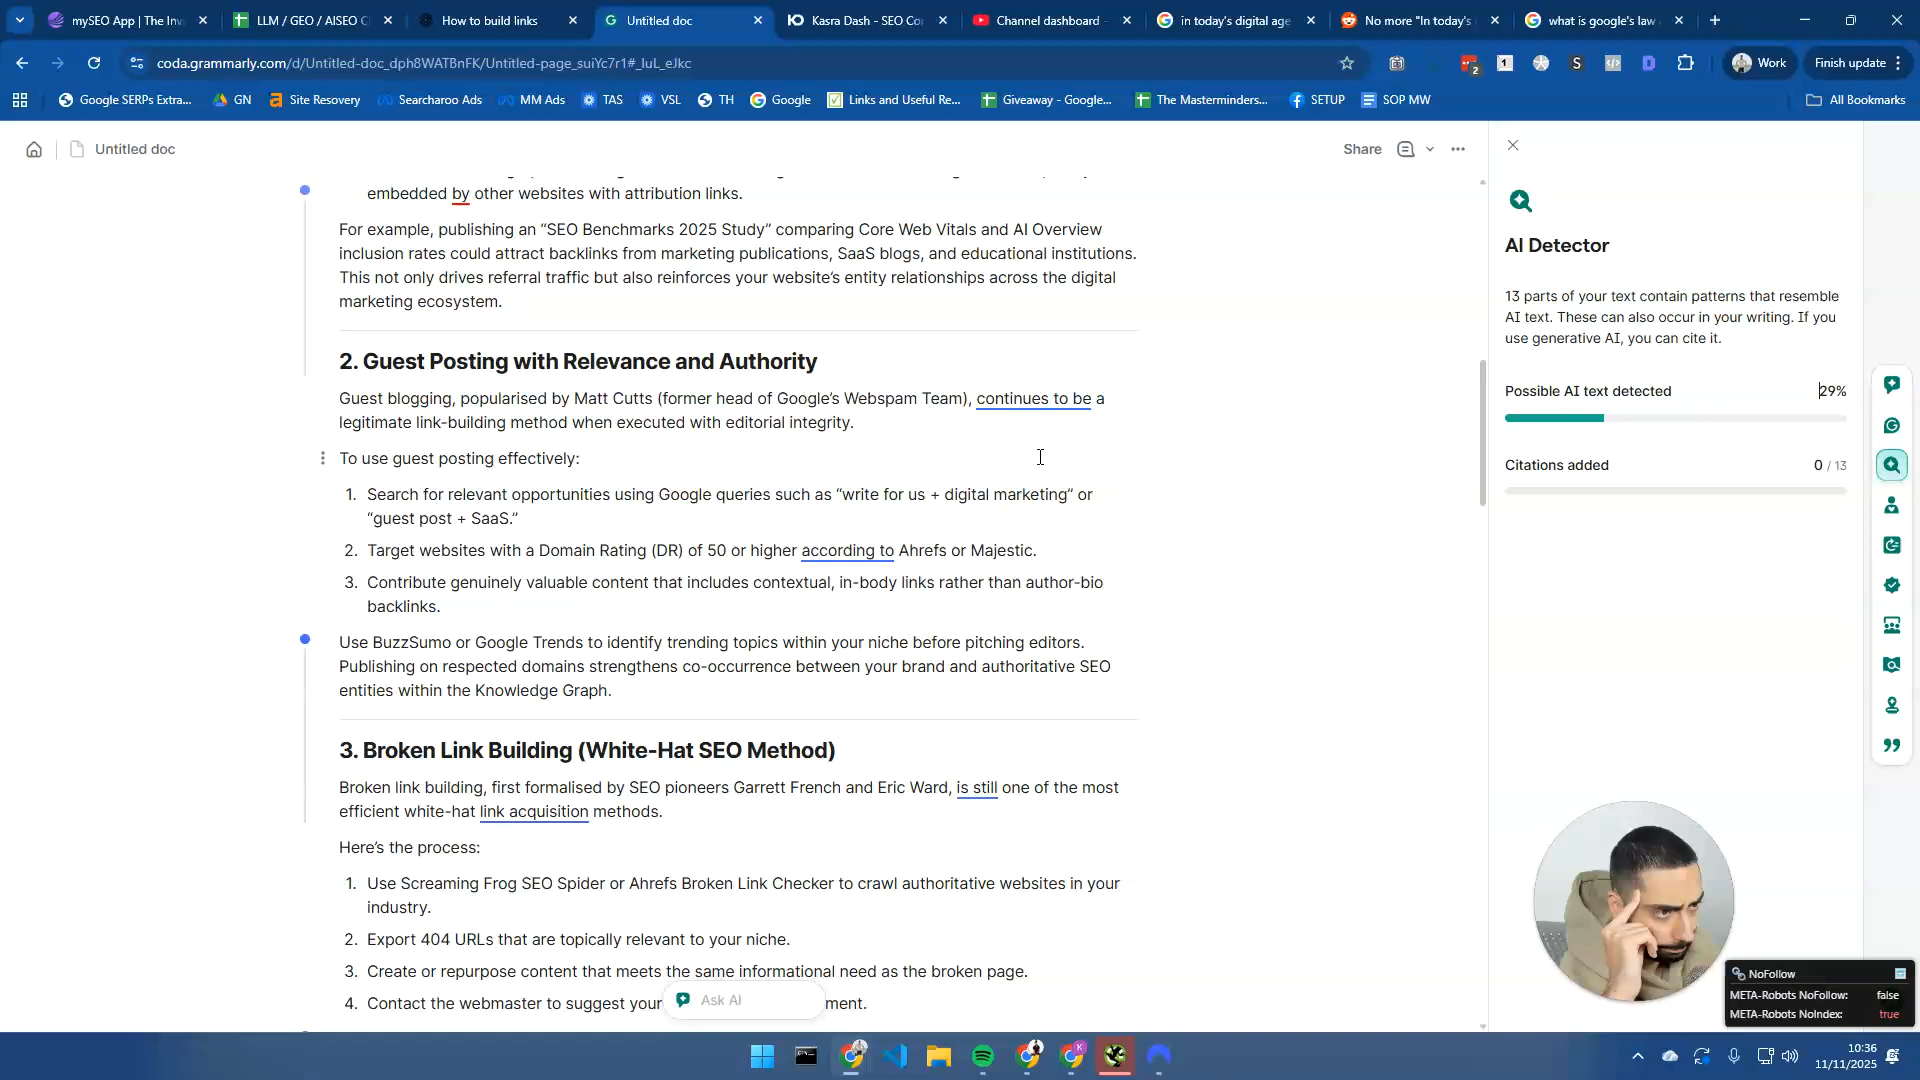 mySEO App | The Inv
LLM / GEO / AISEO C
How to build links
Untitled doc
Kasra Dash - SEO Co
Channel dashboard -
in today's digital age
No more "In today's
what is google's law
coda.grammarly.com/d/Untitled-doc_dph8WATBnFK/Untitled-page_suiYc7r1#_IuL_eJkc
2
1
S
Work
Finish update
Google SERPs Extra...
GN
Site Recovery
Searcharoo Ads
MM Ads
TAS
VSL
TH
Google
Links and Useful Re...
Giveaway - Google...
The Masterminders...
SETUP
SOP MW
All Bookmarks
Untitled doc
Share
embedded by other websites with attribution links.
For example, publishing an “SEO Benchmarks 2025 Study” comparing Core Web Vitals and AI Overview
inclusion rates could attract backlinks from marketing publications, SaaS blogs, and educational institutions.
This not only drives referral traffic but also reinforces your website’s entity relationships across the digital
marketing ecosystem.
2. Guest Posting with Relevance and Authority
Guest blogging, popularised by Matt Cutts (former head of Google’s Webspam Team), continues to be a
legitimate link-building method when executed with editorial integrity.
To use guest posting effectively:
1. Search for relevant opportunities using Google queries such as “write for us + digital marketing” or
“guest post + SaaS.”
2. Target websites with a Domain Rating (DR) of 50 or higher according to Ahrefs or Majestic.
3. Contribute genuinely valuable content that includes contextual, in-body links rather than author-bio
backlinks.
Use BuzzSumo or Google Trends to identify trending topics within your niche before pitching editors.
Publishing on respected domains strengthens co-occurrence between your brand and authoritative SEO
entities within the Knowledge Graph.
3. Broken Link Building (White-Hat SEO Method)
Broken link building, first formalised by SEO pioneers Garrett French and Eric Ward, is still one of the most
efficient white-hat link acquisition methods.
Here’s the process:
1. Use Screaming Frog SEO Spider or Ahrefs Broken Link Checker to crawl authoritative websites in your
industry.
2. Export 404 URLs that are topically relevant to your niche.
3. Create or repurpose content that meets the same informational need as the broken page.
4. Contact the webmaster to suggest your
ment.
Ask AI
AI Detector
13 parts of your text contain patterns that resemble
AI text. These can also occur in your writing. If you
use generative AI, you can cite it.
Possible AI text detected 29%
Citations added 0 / 13
NoFollow
META-Robots NoFollow: false
META-Robots NoIndex: true
10:36
11/11/2025